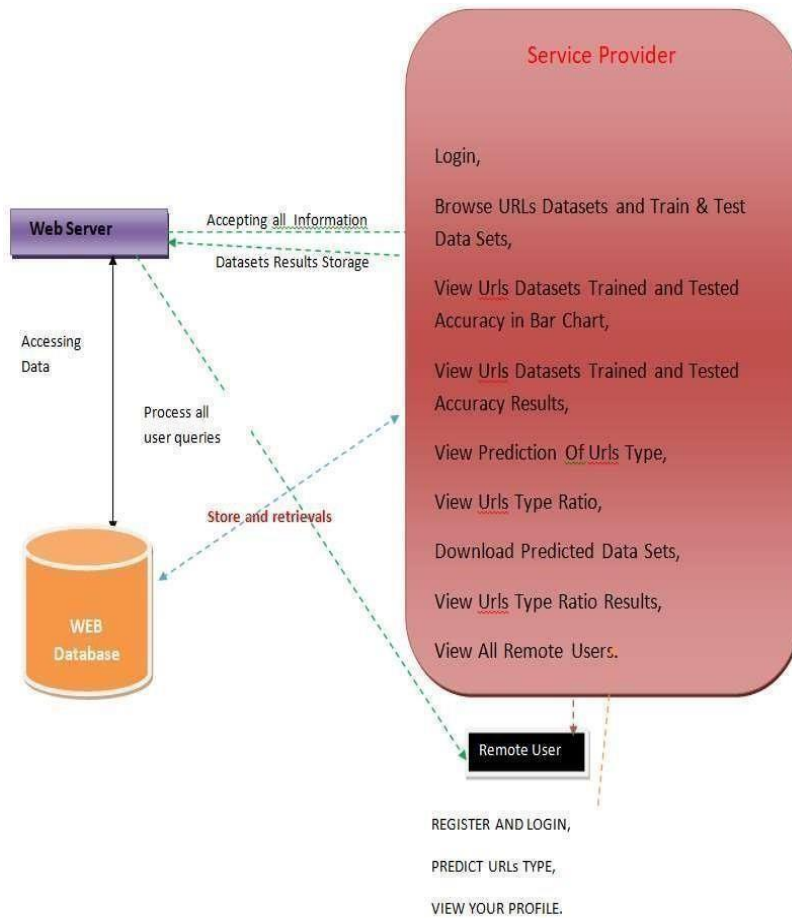 Service Provider
Login,
Browse URLs Datasets and Train & Test
Data Sets,
View Urls Datasets Trained and Tested
Accuracy in Bar Chart,
View Urls Datasets Trained and Tested
Accuracy Results,
View Prediction Of Urls Type,
View Urls Type Ratio,
Download Predicted Data Sets,
View Urls Type Ratio Results,
View All Remote Users.
Web Server
Accepting all Information
Datasets Results Storage
Accessing
Data
Process all
user queries
Store and retrievals
WEB
Database
Remote User
REGISTER AND LOGIN,
PREDICT URLs TYPE,
VIEW YOUR PROFILE.